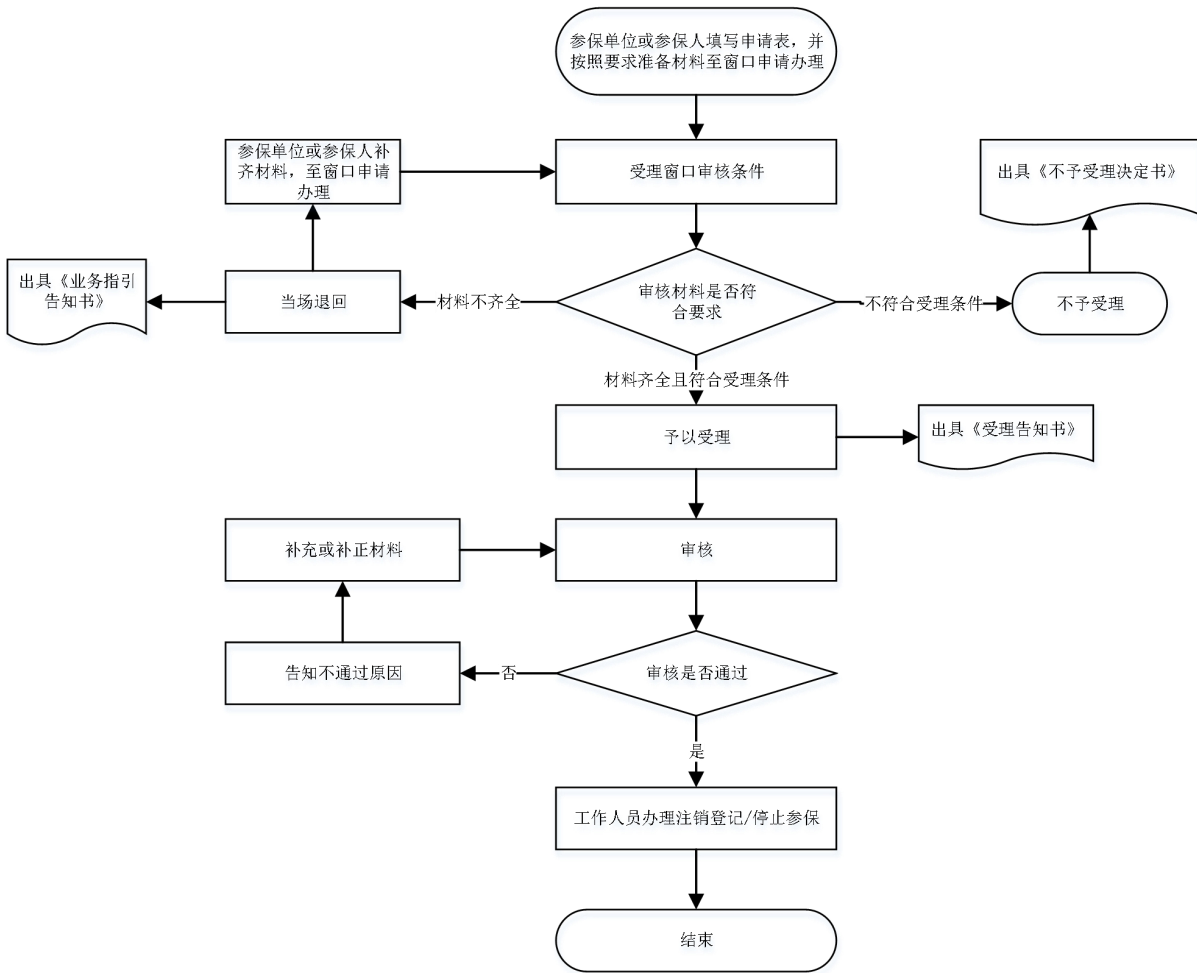 参保单位或参保人填写申请表，并
按照要求准备材料至窗口申请办理
参保单位或参保人补
齐材料，至窗口申请
办理
受理窗口审核条件
出具《不予受理决定书》
出具《业务指引
告知书》
当场退回
材料不齐全
审核材料是否符
合要求
不符合受理条件
不予受理
材料齐全且符合受理条件
予以受理
出具《受理告知书》
补充或补正材料
审核
告知不通过原因
否
审核是否通过
是
工作人员办理注销登记/停止参保
结束